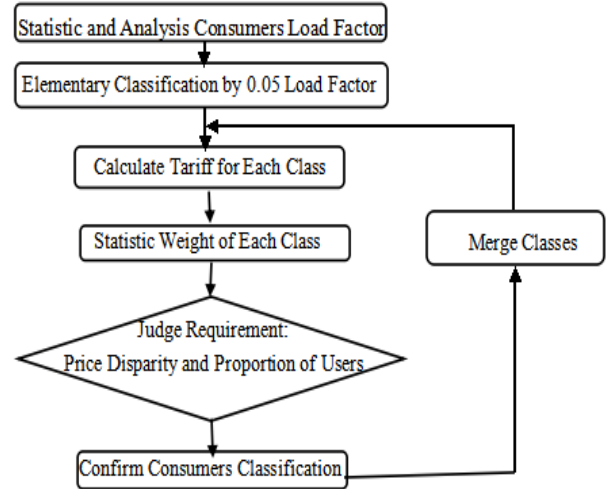 Statistic and Analysis Consumers Load Factor
Elementary Classification by 0.05 Load Factor
Calculate Tariff for Each Class
Statistic Weight of Each Class
Merge Classes
Judge Requirement:
Price Disparity and Proportion of Users
Confirm Consumers Classification